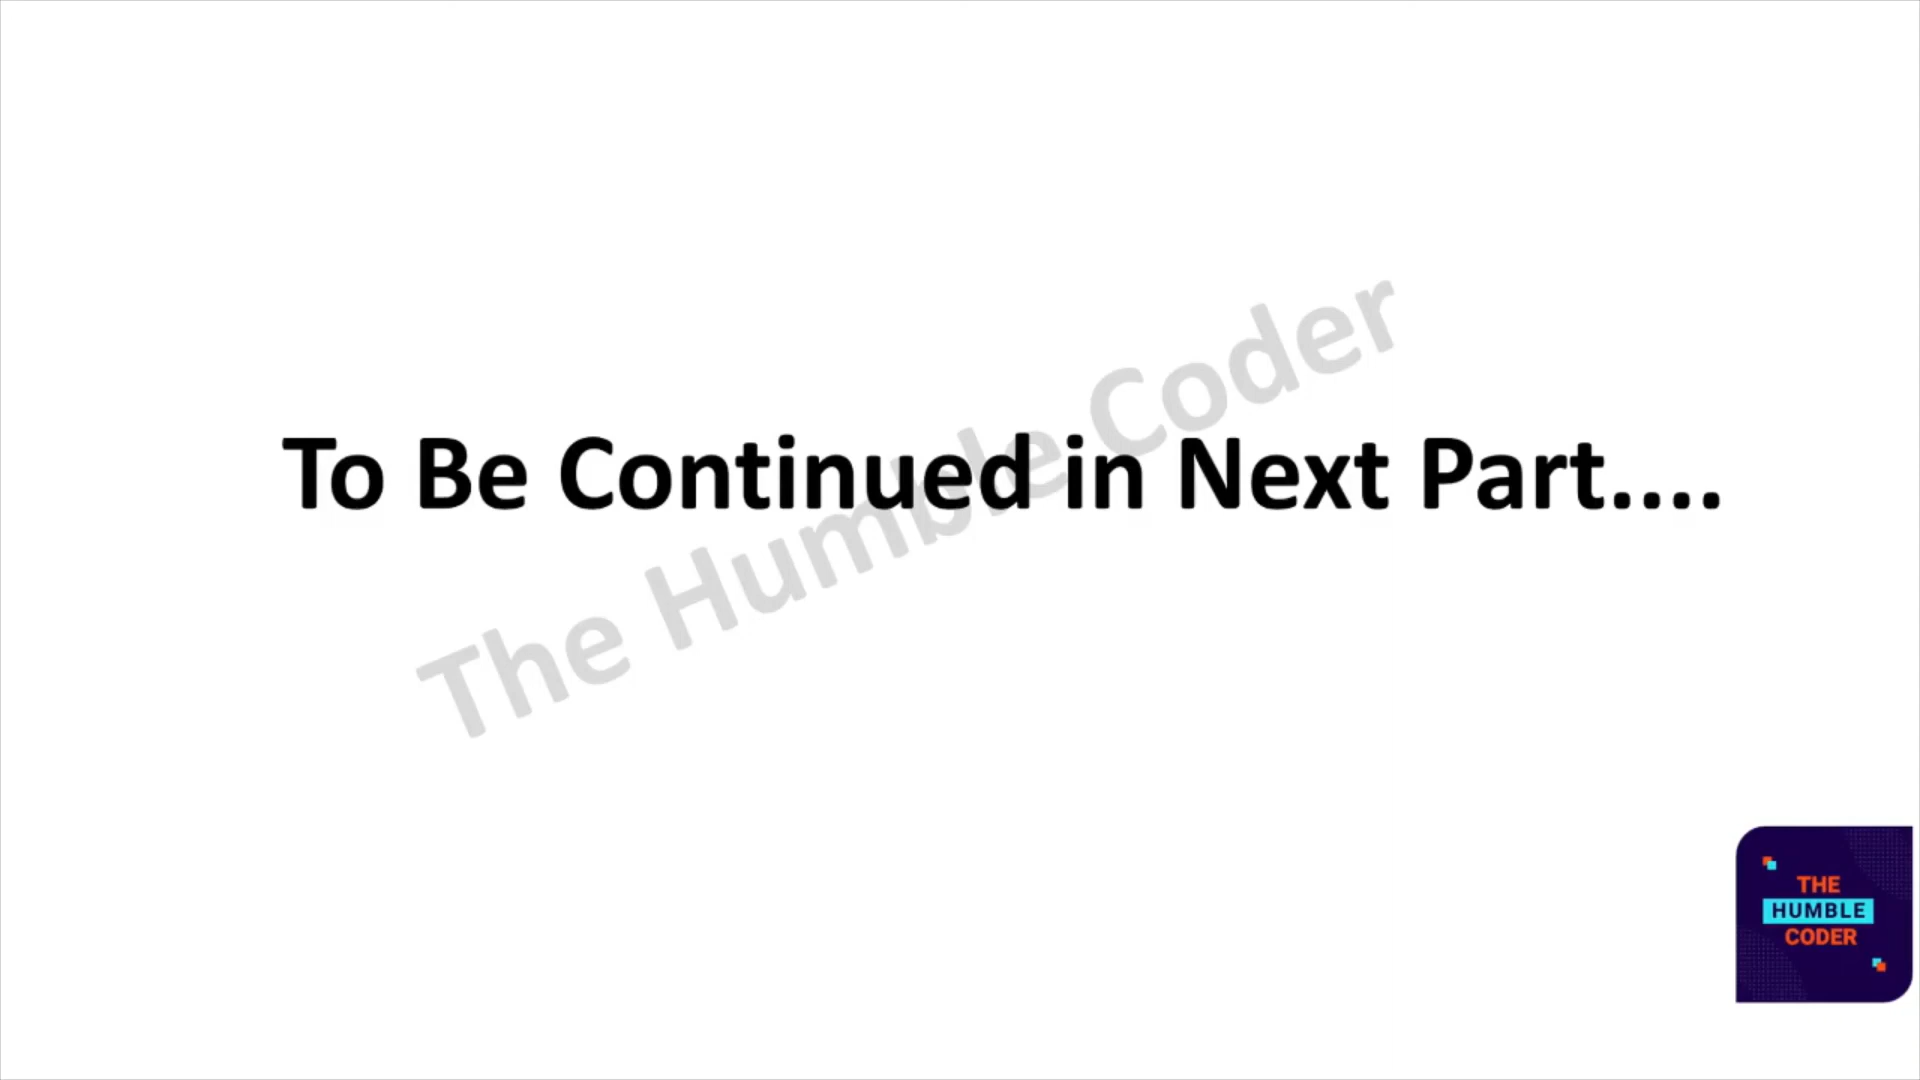 To Be Continued in Next Part....
The Humble Coder
THE
HUMBLE
CODER